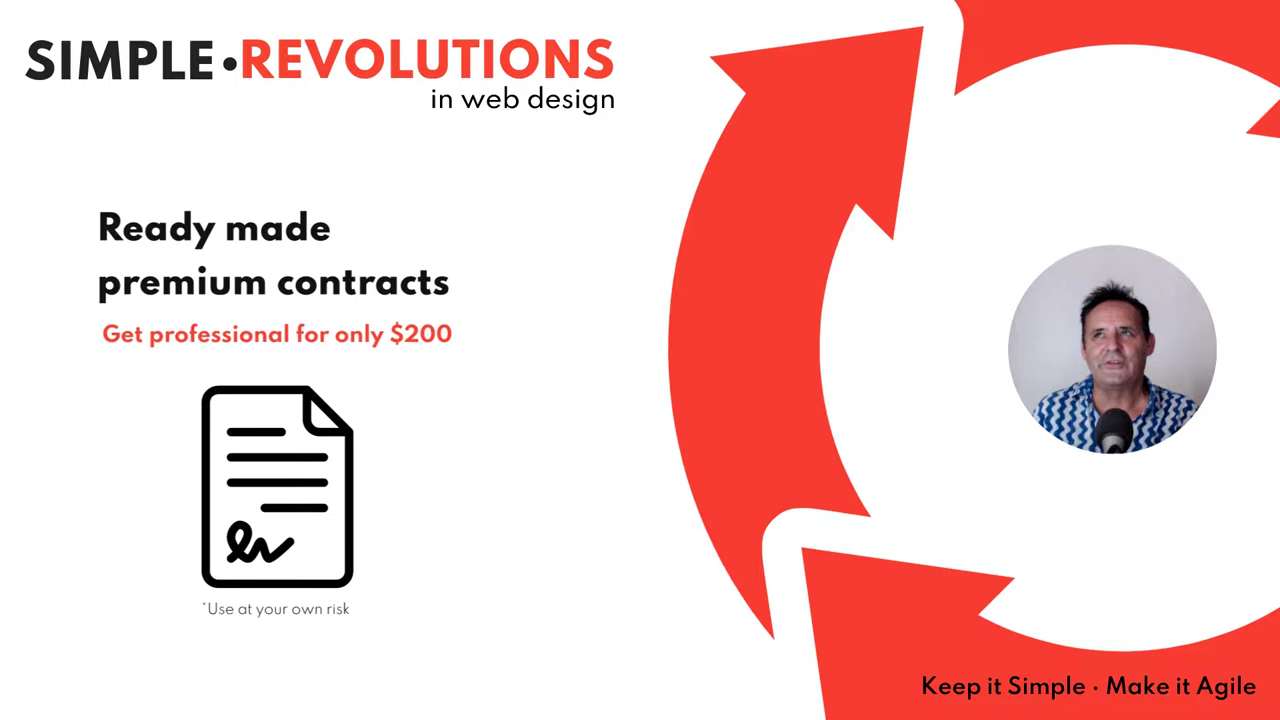 SIMPLE•REVOLUTIONS
in web design
Ready made
premium contracts
Get professional for only $200
*Use at your own risk
Keep it Simple · Make it Agile